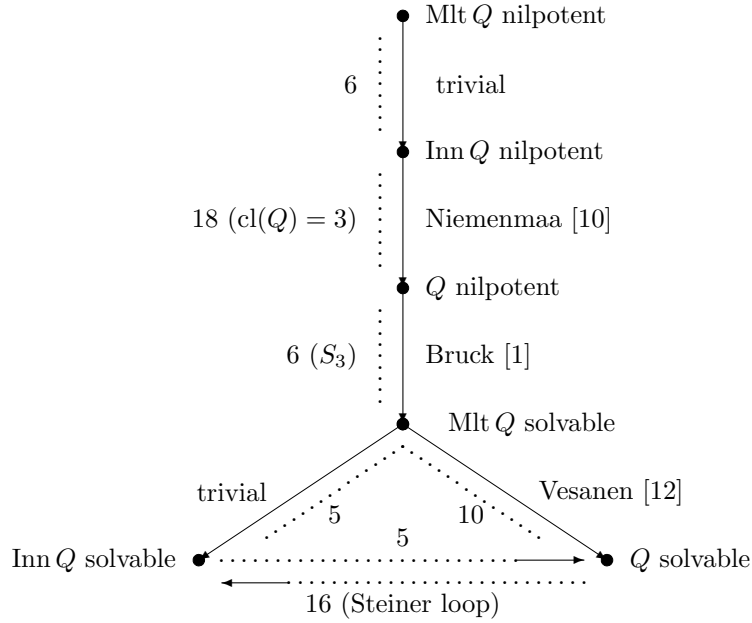 Mlt Q nilpotent
6 trivial
Inn Q nilpotent
18 (cl(Q) = 3) Niemenmaa [10]
Q nilpotent
6 (S₃) Bruck [1]
Mlt Q solvable
trivial Vesanen [12]
5 10
5
Inn Q solvable Q solvable
16 (Steiner loop)